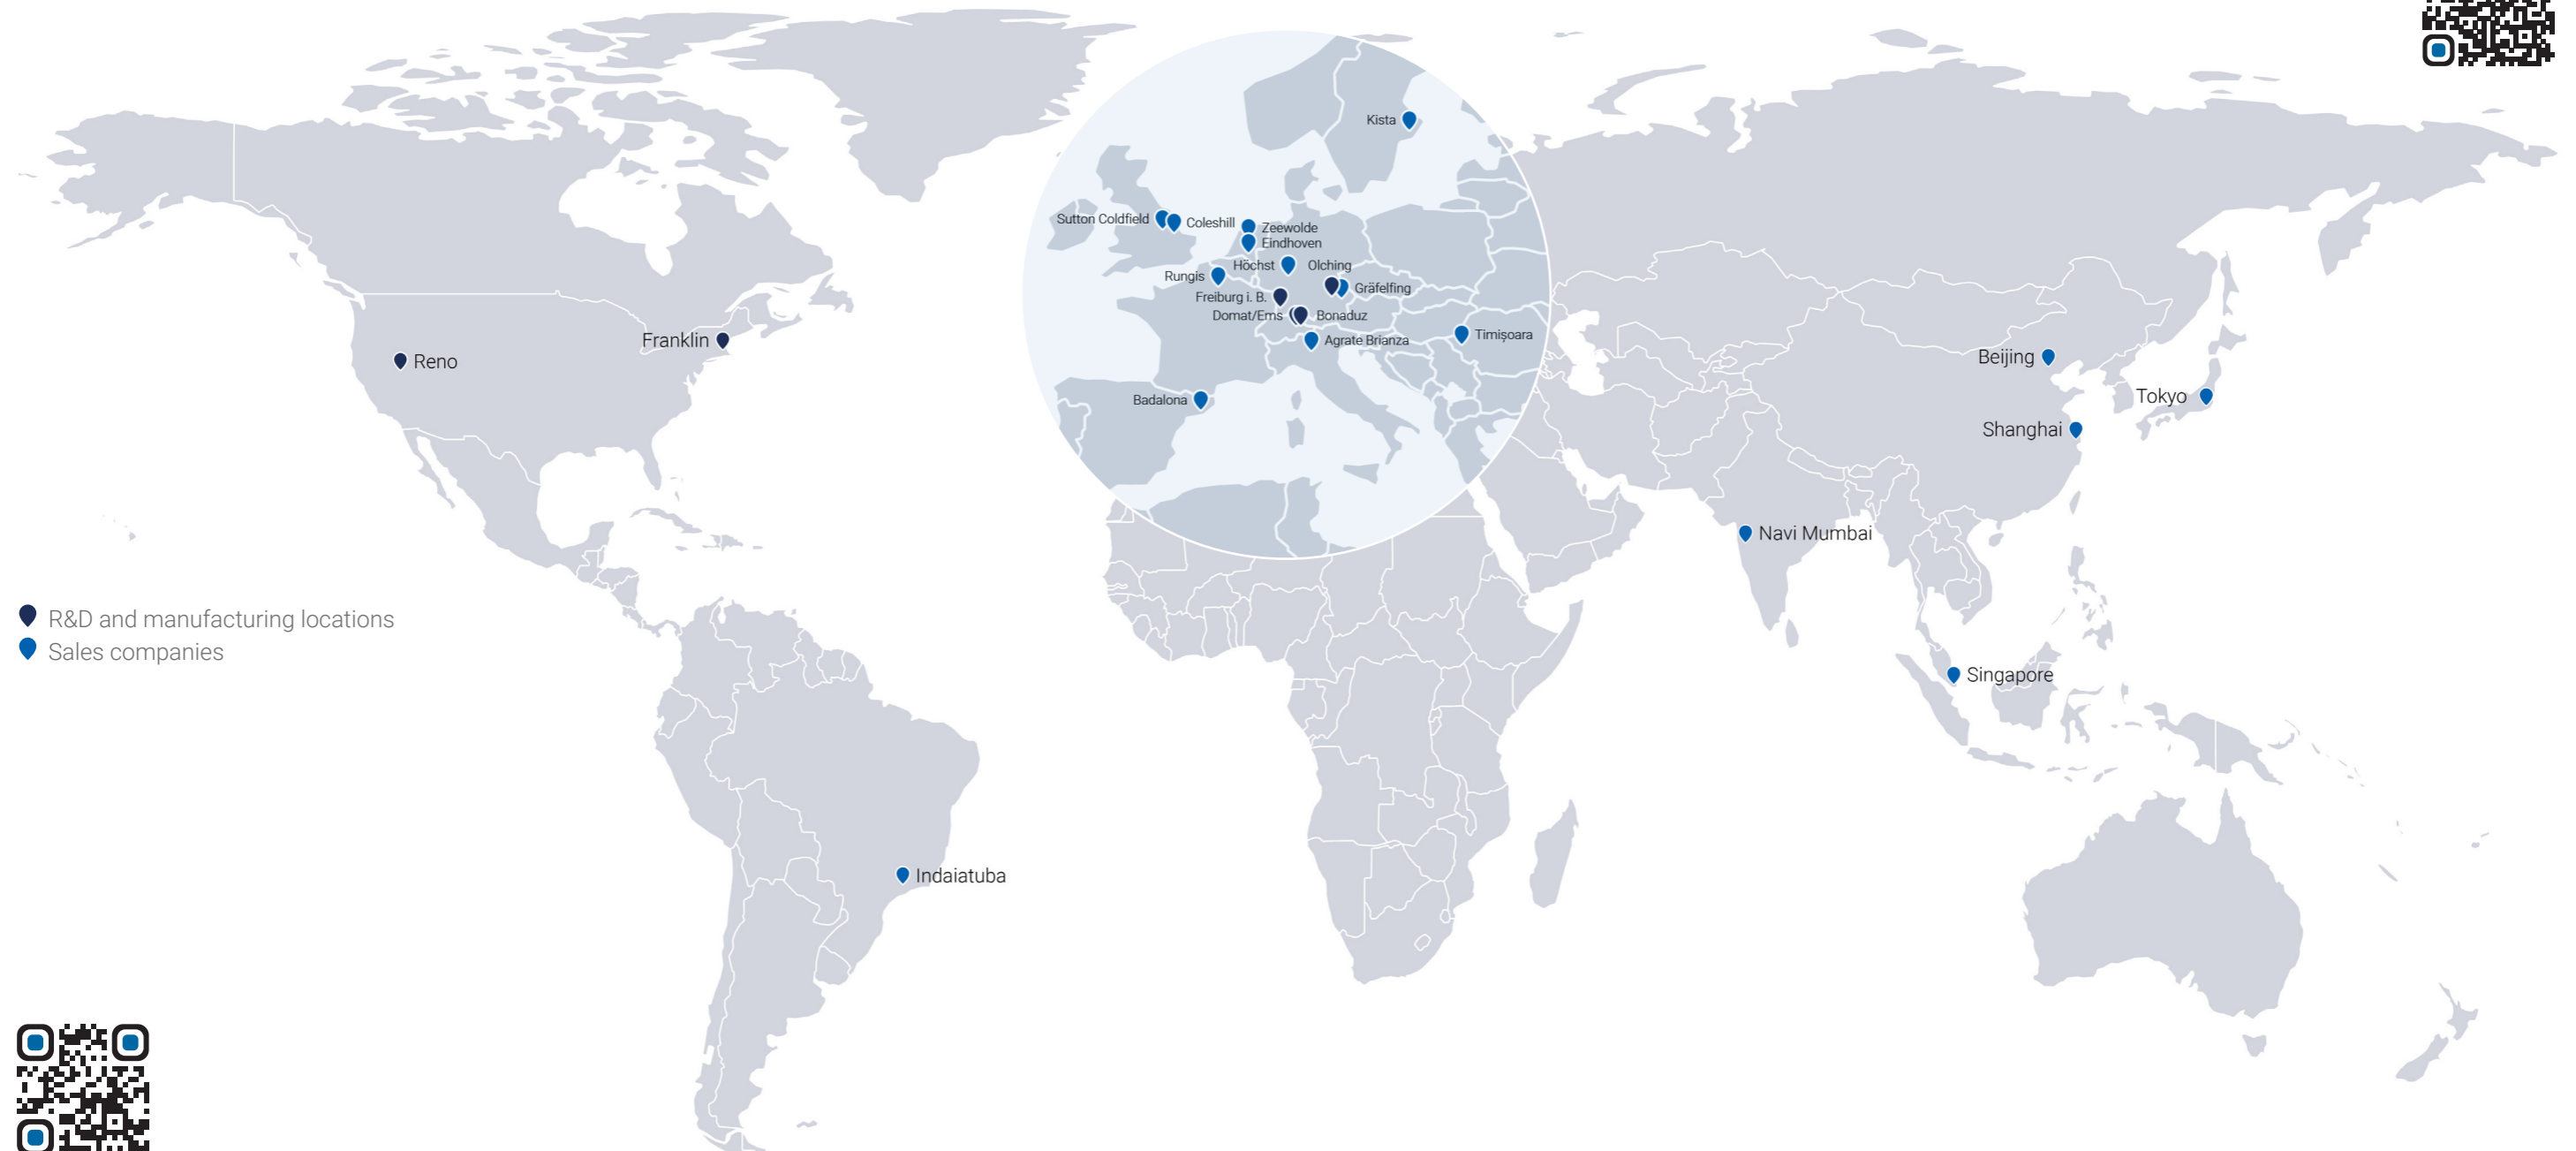 Kista
Sutton Coldfield
Coleshill
Zeewolde
Eindhoven
Höchst
Olching
Rungis
Gräfelfing
Freiburg i. B.
Domat/Ems
Bonaduz
Timişoara
Agrate Brianza
Badalona
Franklin
Reno
Beijing
Tokyo
Shanghai
Navi Mumbai
R&D and manufacturing locations
Sales companies
Singapore
Indaiatuba